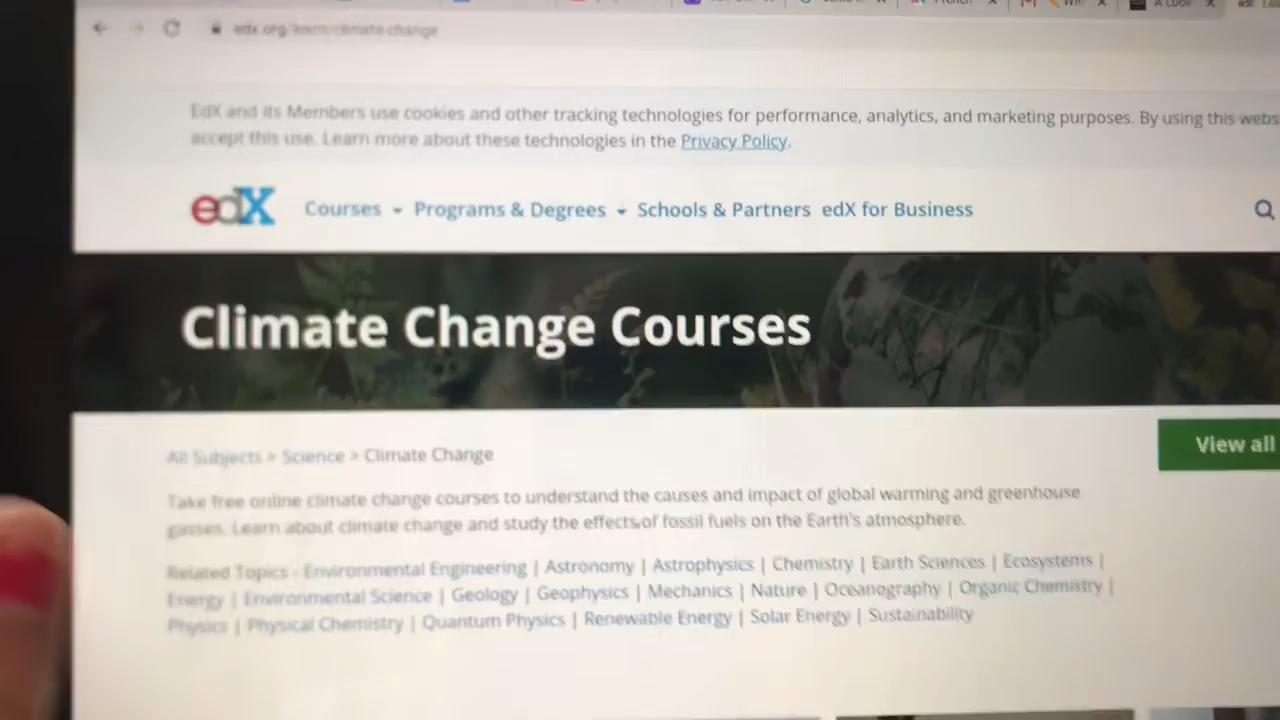 edx.org/learn/climate-change
EdX and its Members use cookies and other tracking technologies for performance, analytics, and marketing purposes. By using this webs
accept this use. Learn more about these technologies in the Privacy Policy.
edX Courses Programs & Degrees Schools & Partners edX for Business
Climate Change Courses
View all
All Subjects > Science > Climate Change
Take free online climate change courses to understand the causes and impact of global warming and greenhouse
gasses. Learn about climate change and study the effects of fossil fuels on the Earth's atmosphere.
Related Topics - Environmental Engineering | Astronomy | Astrophysics | Chemistry | Earth Sciences | Ecosystems |
Energy | Environmental Science | Geology | Geophysics | Mechanics | Nature | Oceanography | Organic Chemistry |
Physics | Physical Chemistry | Quantum Physics | Renewable Energy | Solar Energy | Sustainability